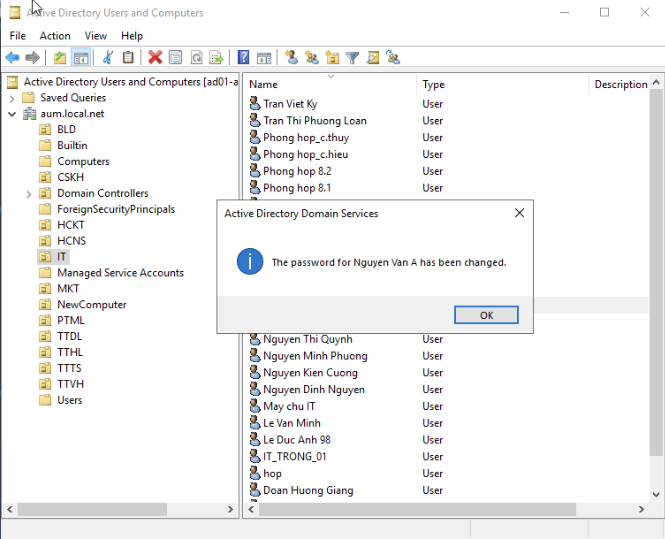 Active Directory Users and Computers
File Action View Help
Active Directory Users and Computers [ad01-a
Saved Queries
aum.local.net
BLD
Builtin
Computers
CSKH
Domain Controllers
ForeignSecurityPrincipals
HCKT
HCNS
IT
Managed Service Accounts
MKT
NewComputer
PTML
TTDL
TTHL
TTTS
TTVH
Users
Name Type Description
Tran Viet Ky User
Tran Thi Phuong Loan User
Phong hop_c.thuy User
Phong hop_c.hieu User
Phong hop 8.2 User
Phong hop 8.1 User
Active Directory Domain Services
The password for Nguyen Van A has been changed.
OK
Nguyen Thi Quynh User
Nguyen Minh Phuong User
Nguyen Kien Cuong User
Nguyen Dinh Nguyen User
May chu IT User
Le Van Minh User
Le Duc Anh 98 User
IT_TRONG_01 User
hop User
Doan Huong Giang User